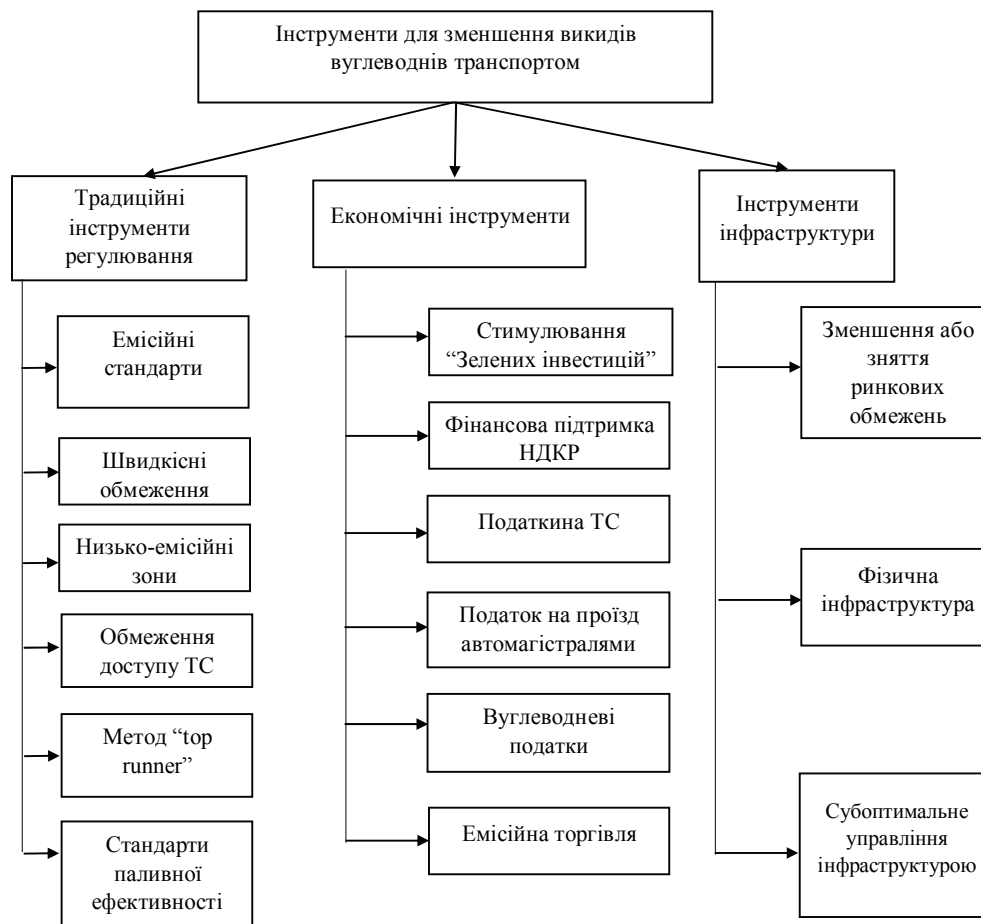 Інструменти для зменшення викидів
вуглеводнів транспортом
Традиційні
інструменти
регулювання
Емісійні
стандарти
Швидкісні
обмеження
Низько-емісійні
зони
Обмеження
доступу ТС
Метод “top
runner”
Стандарти
паливної
ефективності
Економічні інструменти
Стимулювання
“Зелених інвестицій”
Фінансова підтримка
НДКР
Податкина ТС
Податок на проїзд
автомагістралями
Вуглеводневі
податки
Емісійна торгівля
Інструменти
інфраструктури
Зменшення або
зняття
ринкових
обмежень
Фізична
інфраструктура
Субоптимальне
управління
інфраструктурою